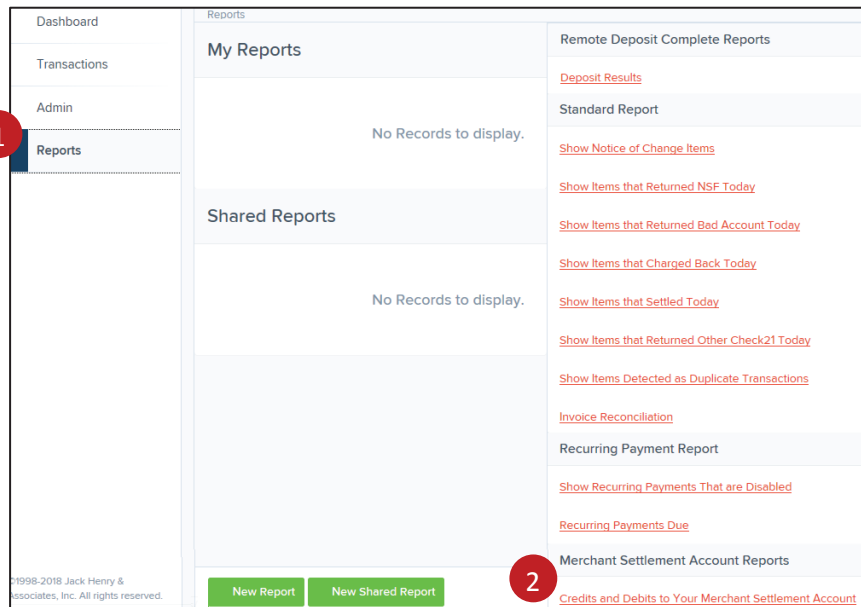 Reports
Dashboard
Transactions
Admin
1
Reports
©1998-2018 Jack Henry &
Associates, Inc. All rights reserved.
My Reports
No Records to display.
Shared Reports
No Records to display.
New Report
New Shared Report
Remote Deposit Complete Reports
Deposit Results
Standard Report
Show Notice of Change Items
Show Items that Returned NSF Today
Show Items that Returned Bad Account Today
Show Items that Charged Back Today
Show Items that Settled Today
Show Items that Returned Other Check21 Today
Show Items Detected as Duplicate Transactions
Invoice Reconciliation
Recurring Payment Report
Show Recurring Payments That are Disabled
Recurring Payments Due
Merchant Settlement Account Reports
2
Credits and Debits to Your Merchant Settlement Account